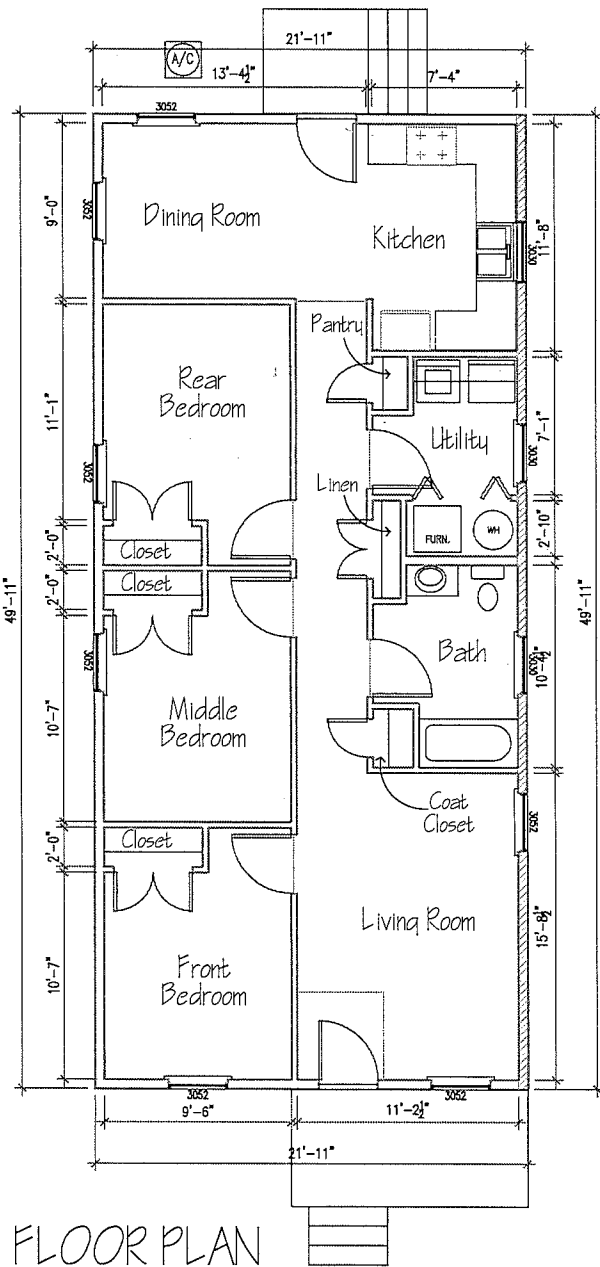 21'-11"
A/C
13'-4½"
7'-4"
3052
9'-0"
3052
Dining Room
Kitchen
3030
11'-8"
Pantry
Rear
Bedroom
11'-1"
Utility
7'-1"
3030
3052
Linen
FURN.
WH
2'-10"
2'-0"
Closet
2'-0"
Closet
49'-11"
49'-11"
3052
Bath
3030
10'-4½"
Middle
Bedroom
10'-7"
Coat
Closet
3052
2'-0"
Closet
Living Room
15'-8½"
Front
Bedroom
10'-7"
3052
3052
9'-6"
11'-2½"
21'-11"
FLOOR PLAN